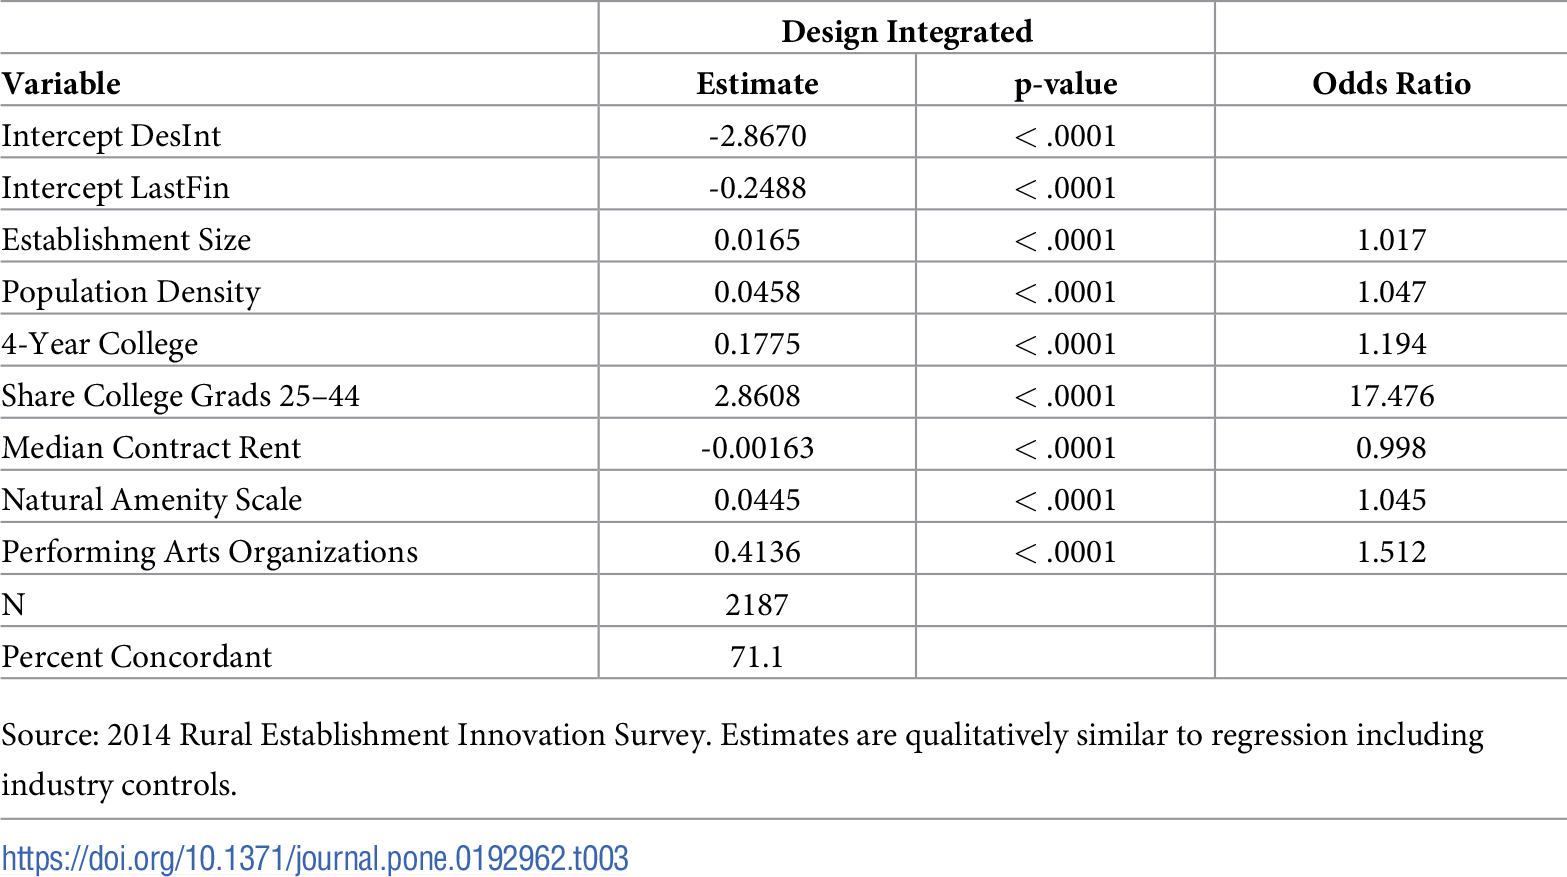 Design Integrated
Variable Estimate p-value Odds Ratio
Intercept DesInt -2.8670 < .0001
Intercept LastFin -0.2488 < .0001
Establishment Size 0.0165 < .0001 1.017
Population Density 0.0458 < .0001 1.047
4-Year College 0.1775 < .0001 1.194
Share College Grads 25–44 2.8608 < .0001 17.476
Median Contract Rent -0.00163 < .0001 0.998
Natural Amenity Scale 0.0445 < .0001 1.045
Performing Arts Organizations 0.4136 < .0001 1.512
N 2187
Percent Concordant 71.1
Source: 2014 Rural Establishment Innovation Survey. Estimates are qualitatively similar to regression including
industry controls.
https://doi.org/10.1371/journal.pone.0192962.t003